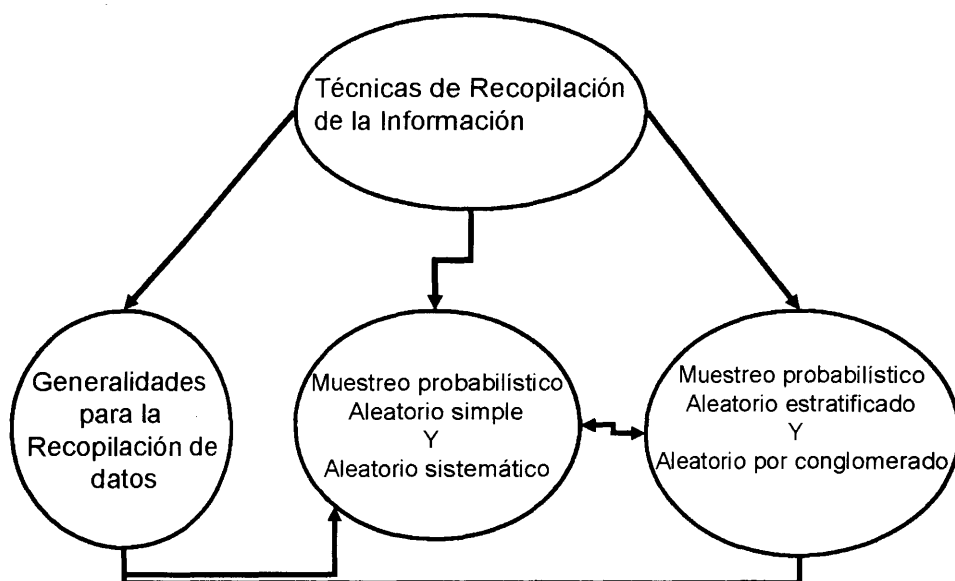 Técnicas de Recopilación
de la Información
Generalidades
para la
Recopilación de
datos
Muestreo probabilístico
Aleatorio simple
Y
Aleatorio sistemático
Muestreo probabilístico
Aleatorio estratificado
Y
Aleatorio por conglomerado